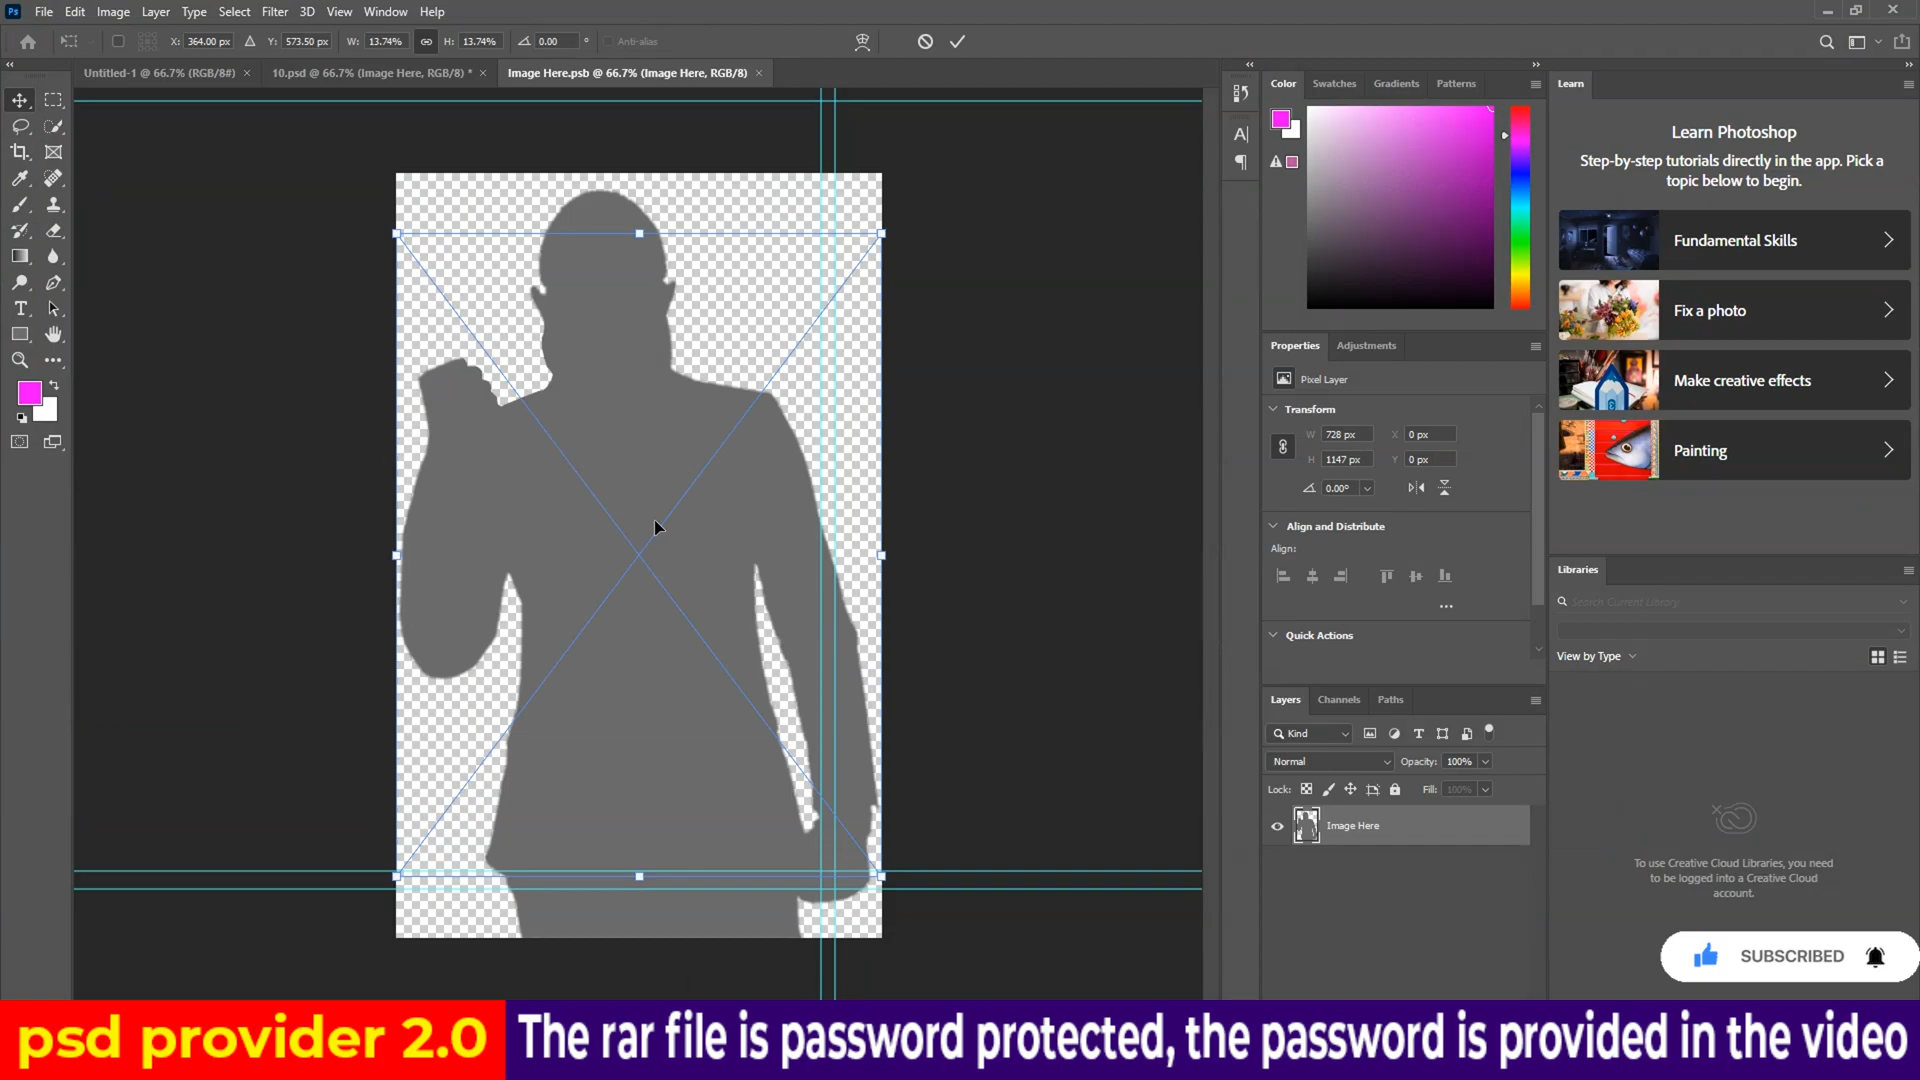 Ps File Edit Image Layer Type Select Filter 3D View Window Help
X: 364.00 px Y: 573.50 px W: 13.74% H: 13.74% 0.00 ° Anti-alias
Untitled-1 @ 66.7% (RGB/8#) × 10.psd @ 66.7% (Image Here, RGB/8) * × Image Here.psb @ 66.7% (Image Here, RGB/8) ×
Color Swatches Gradients Patterns
Properties Adjustments
Pixel Layer
Transform
W 728 px X 0 px
H 1147 px Y 0 px
0.00°
Align and Distribute
Align:
Quick Actions
Layers Channels Paths
Kind
Normal Opacity: 100%
Lock: Fill: 100%
Image Here
Learn
Learn Photoshop
Step-by-step tutorials directly in the app. Pick a
topic below to begin.
Fundamental Skills
Fix a photo
Make creative effects
Painting
Libraries
Search Current Library
View by Type
To use Creative Cloud Libraries, you need
to be logged into a Creative Cloud
account.
SUBSCRIBED
psd provider 2.0
The rar file is password protected, the password is provided in the video